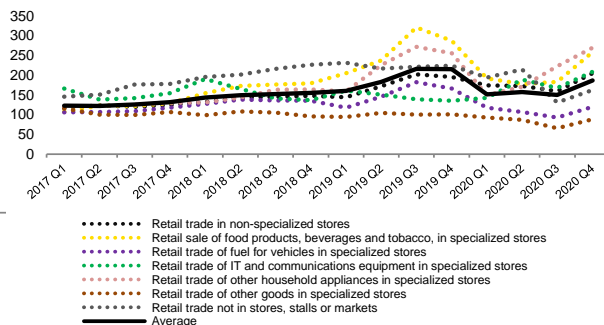 350
300
250
200
150
100
50
0
2017 Q1
2017 Q2
2017 Q3
2017 Q4
2018 Q1
2018 Q2
2018 Q3
2018 Q4
2019 Q1
2019 Q2
2019 Q3
2019 Q4
2020 Q1
2020 Q2
2020 Q3
2020 Q4
Retail trade in non-specialized stores
Retail sale of food products, beverages and tobacco, in specialized stores
Retail trade of fuel for vehicles in specialized stores
Retail trade of IT and communications equipment in specialized stores
Retail trade of other household appliances in specialized stores
Retail trade of other goods in specialized stores
Retail trade not in stores, stalls or markets
Average